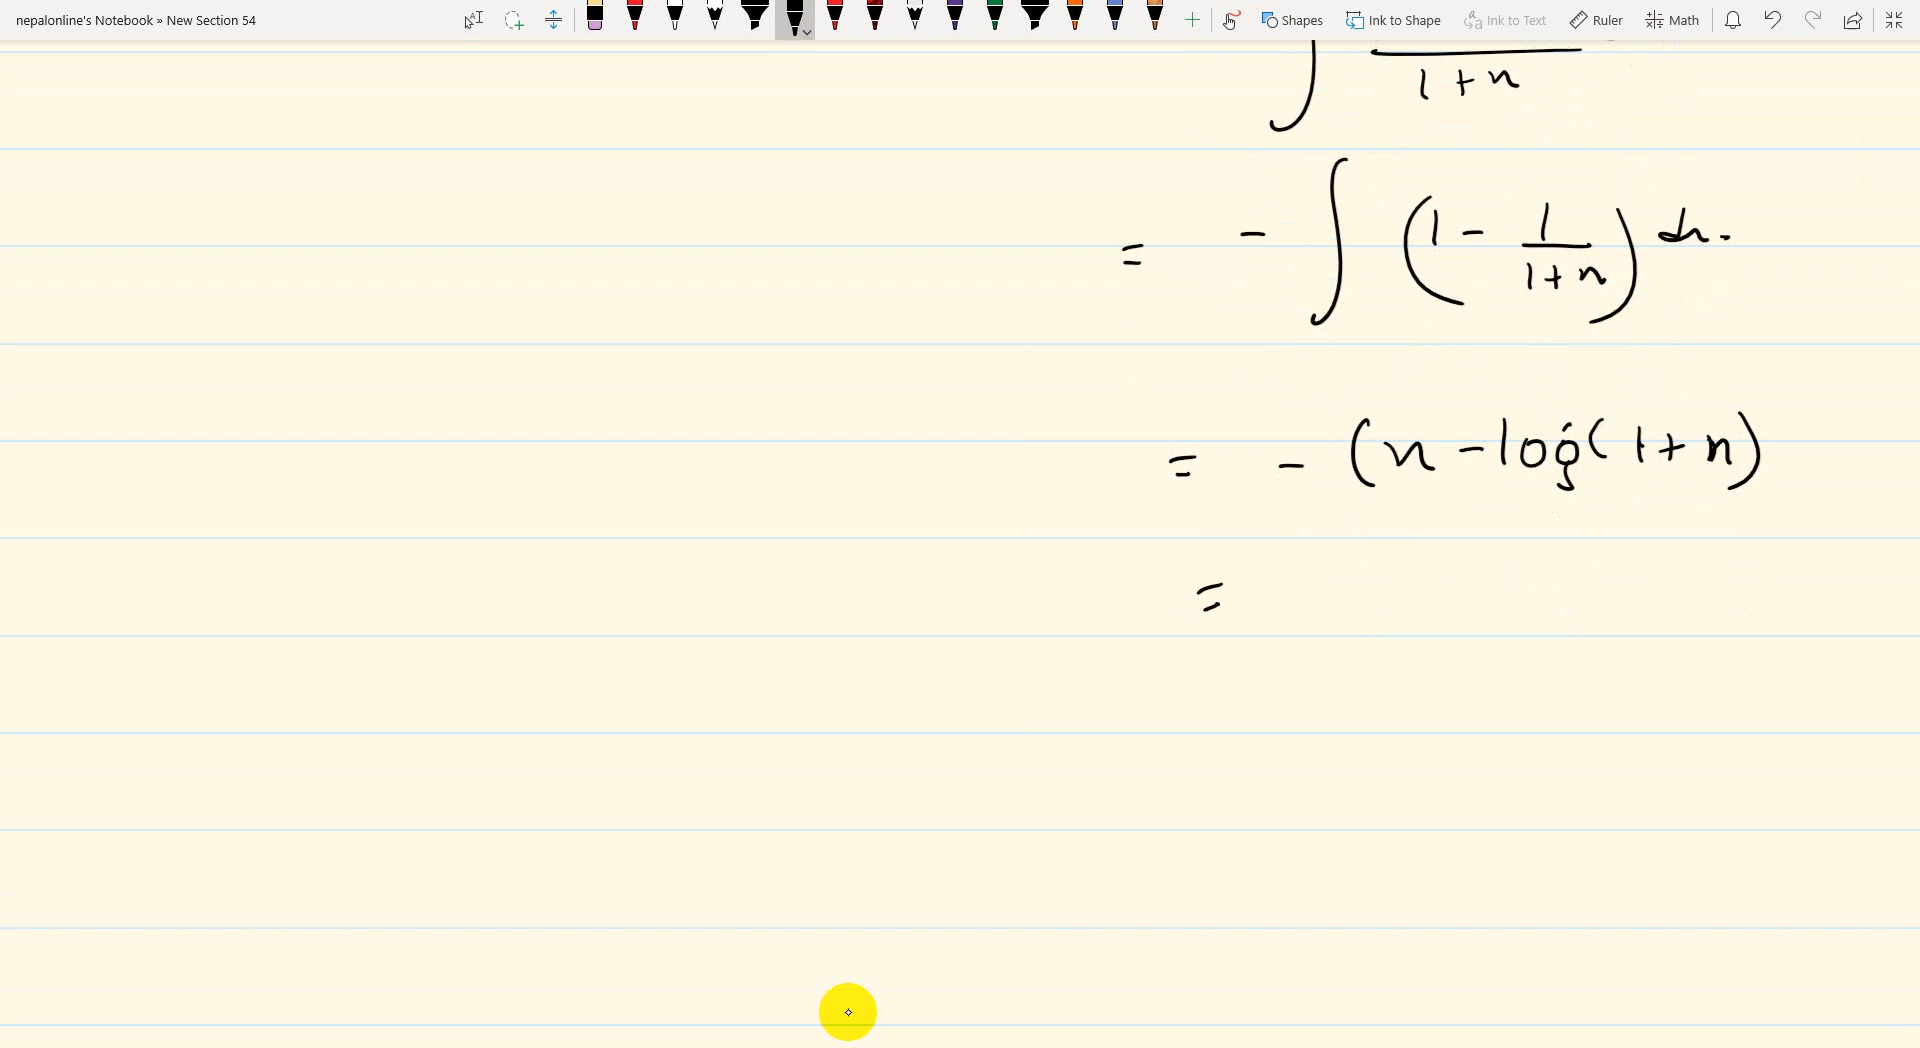 nepalonline's Notebook » New Section 54 Shapes Ink to Shape Ink to Text Ruler Math
∫ ――― 1 + x
= - ∫ (1 - 1/(1+x)) dx.
= - (x - log(1+x)
=